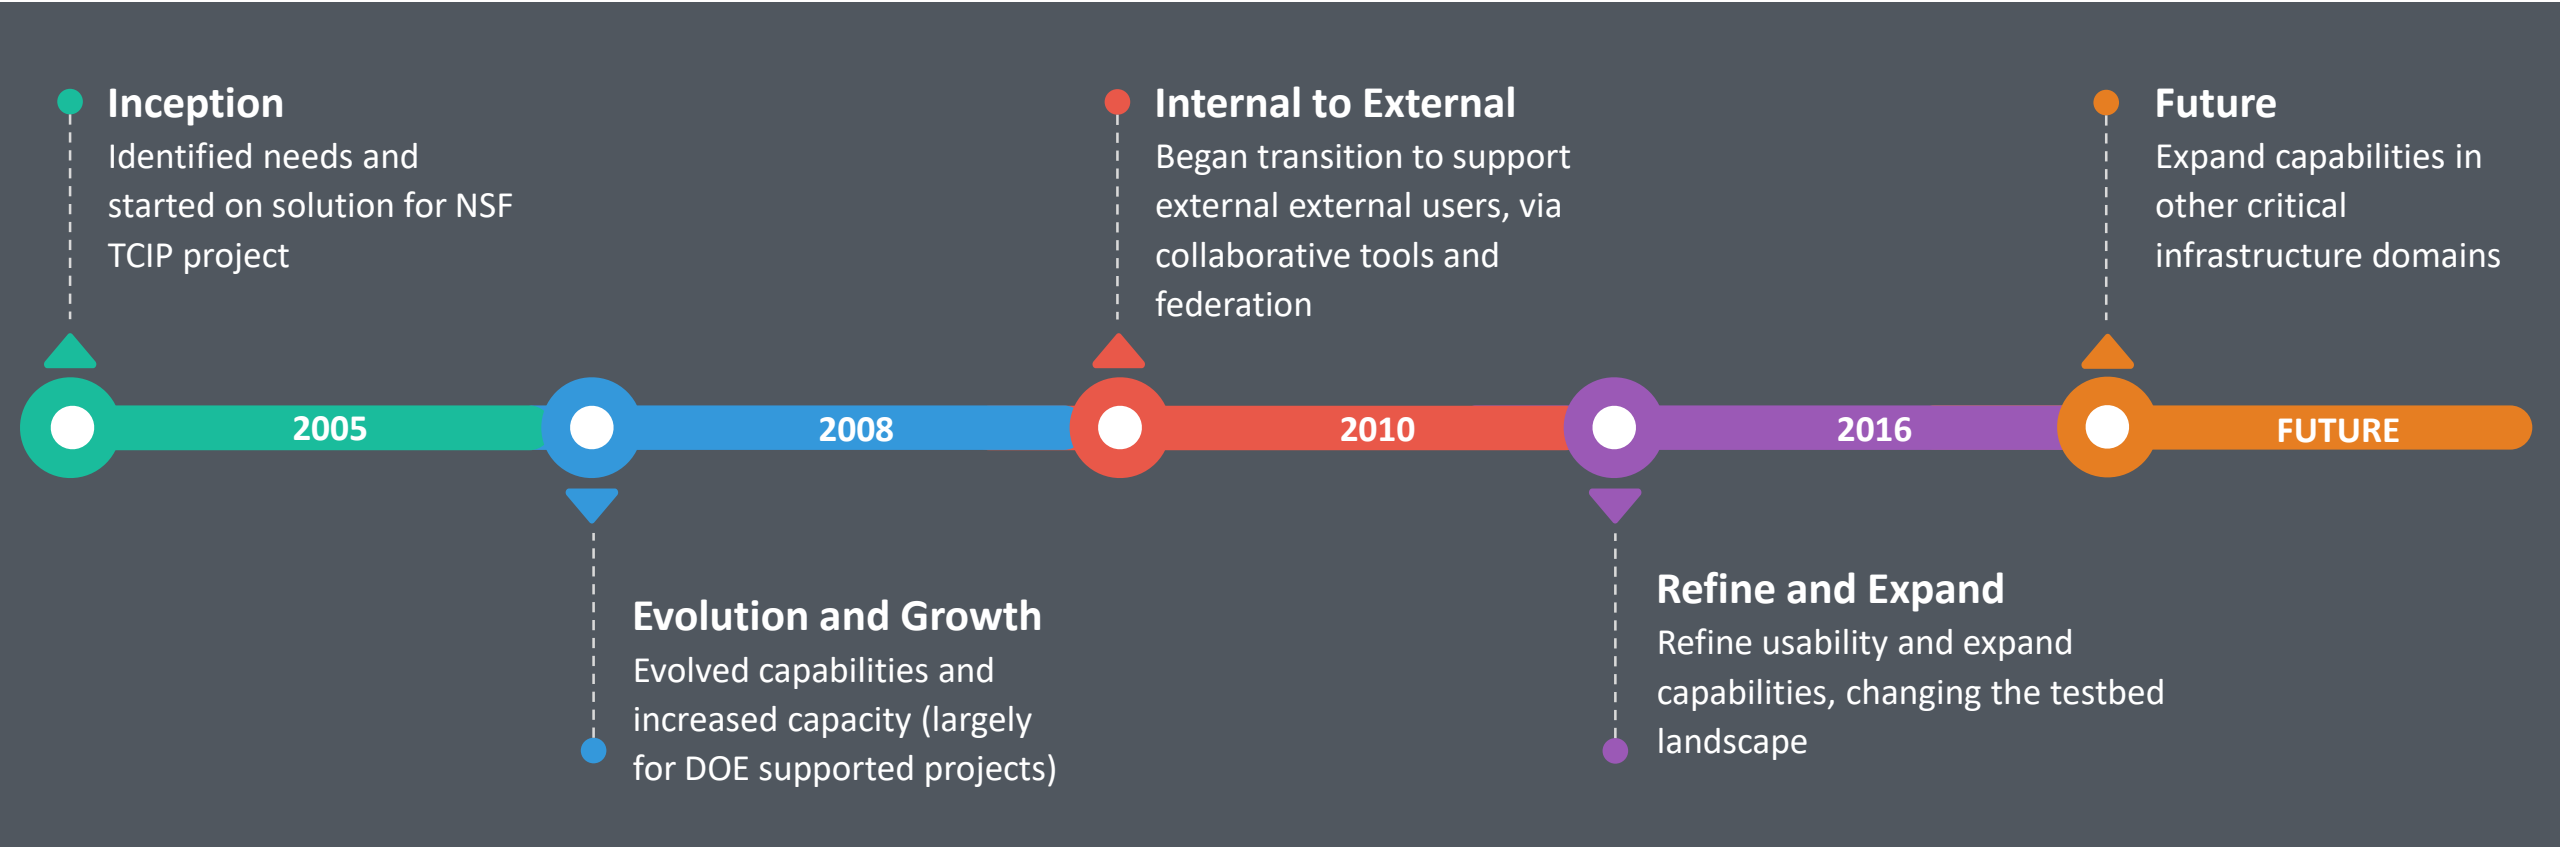 Inception
Identified needs and
started on solution for NSF
TCIP project
Internal to External
Began transition to support
external external users, via
collaborative tools and
federation
Future
Expand capabilities in
other critical
infrastructure domains
2005
2008
2010
2016
FUTURE
Evolution and Growth
Evolved capabilities and
increased capacity (largely
for DOE supported projects)
Refine and Expand
Refine usability and expand
capabilities, changing the testbed
landscape